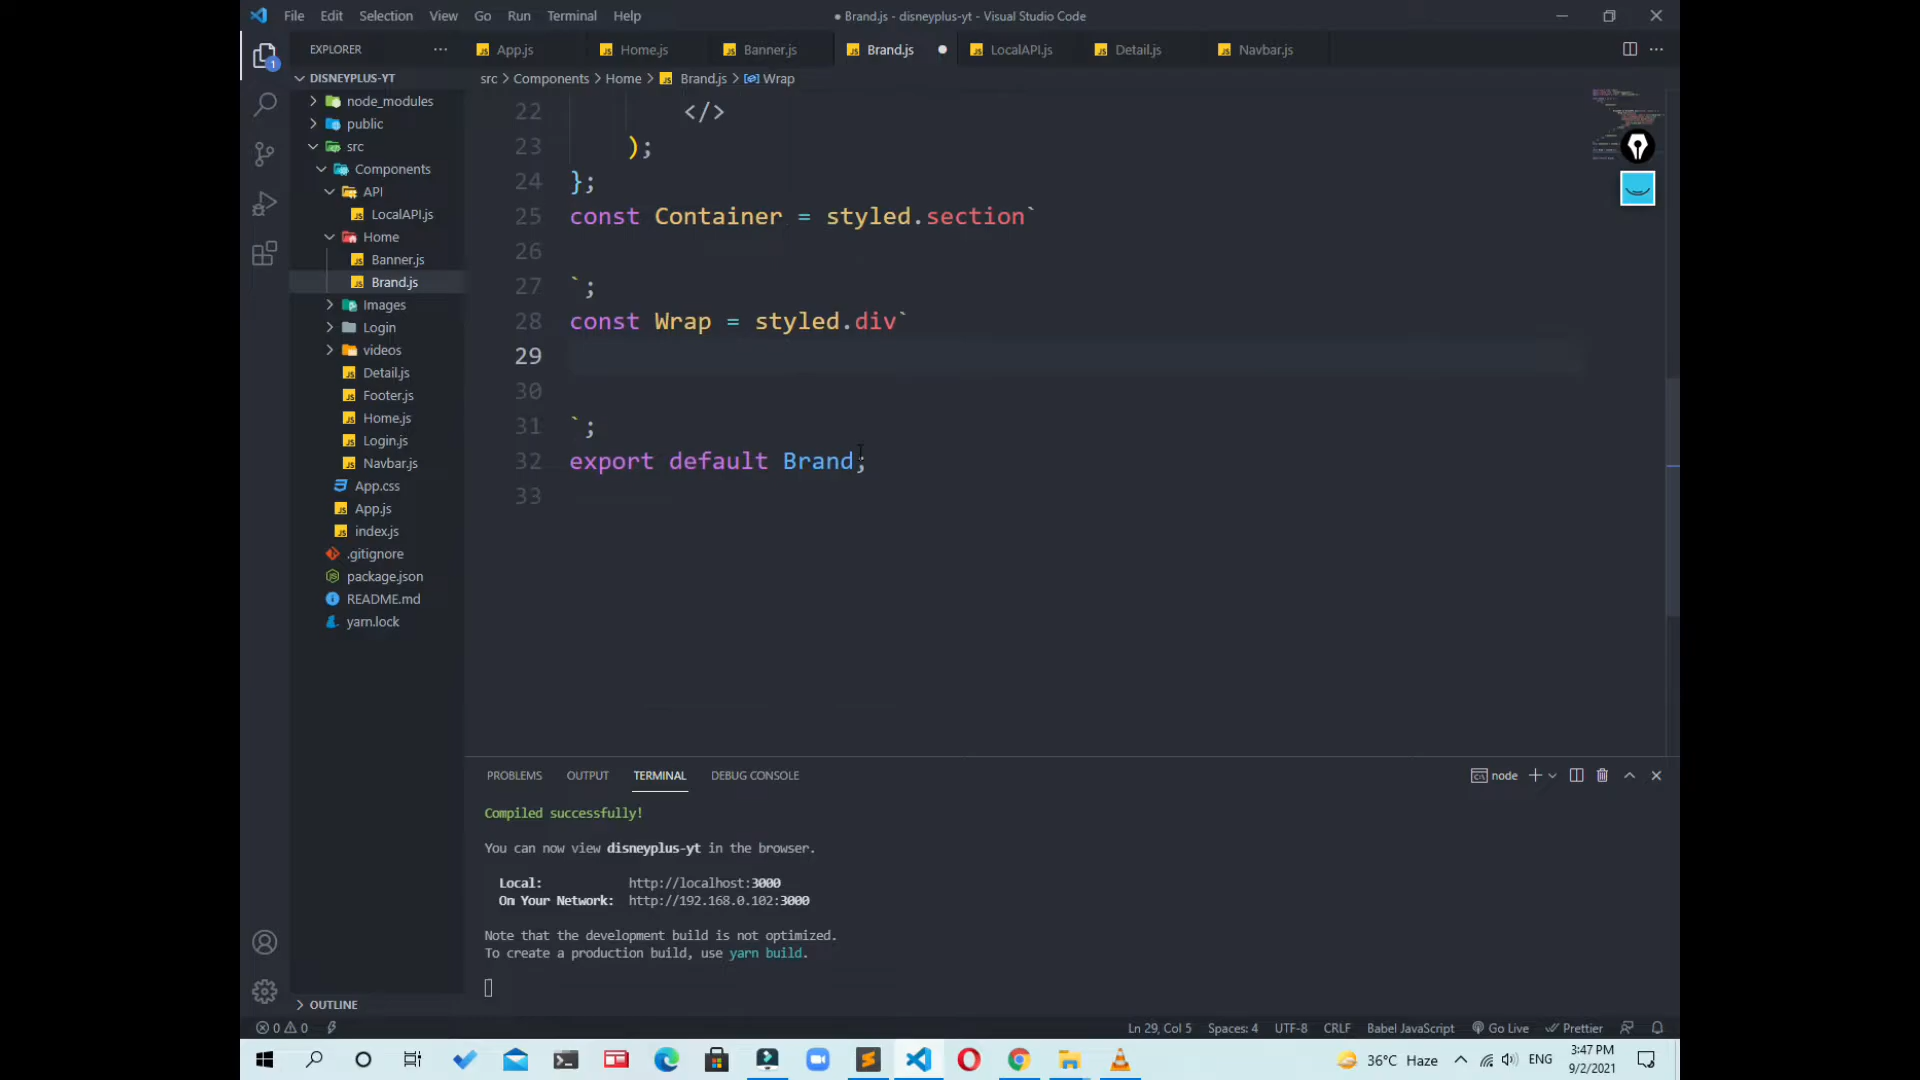 File Edit Selection View Go Run Terminal Help
● Brand.js - disneyplus-yt - Visual Studio Code
EXPLORER
App.js Home.js Banner.js Brand.js LocalAPI.js Detail.js Navbar.js
src > Components > Home > Brand.js > Wrap
DISNEYPLUS-YT
node_modules
public
src
Components
API
LocalAPI.js
Home
Banner.js
Brand.js
Images
Login
videos
Detail.js
Footer.js
Home.js
Login.js
Navbar.js
App.css
App.js
index.js
.gitignore
package.json
README.md
yarn.lock
OUTLINE
22 </>
23 );
24 };
25 const Container = styled.section`
26
27 `;
28 const Wrap = styled.div`
29
30
31 `;
32 export default Brand;
33
PROBLEMS OUTPUT TERMINAL DEBUG CONSOLE
node
Compiled successfully!
You can now view disneyplus-yt in the browser.
Local: http://localhost:3000
On Your Network: http://192.168.0.102:3000
Note that the development build is not optimized.
To create a production build, use yarn build.
0 0
Ln 29, Col 5 Spaces: 4 UTF-8 CRLF Babel JavaScript Go Live Prettier
36°C Haze ENG
3:47 PM
9/2/2021